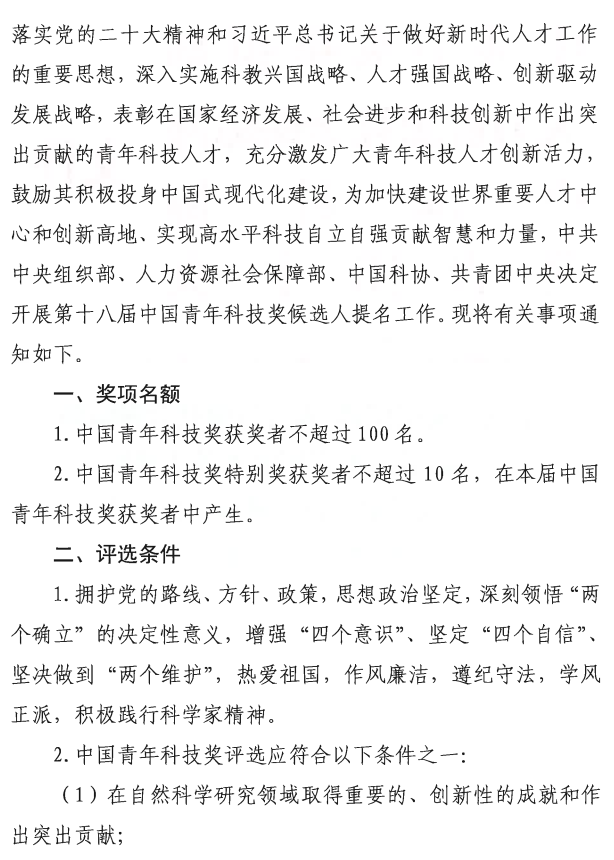 落实党的二十大精神和习近平总书记关于做好新时代人才工作
的重要思想，深入实施科教兴国战略、人才强国战略、创新驱动
发展战略，表彰在国家经济发展、社会进步和科技创新中作出突
出贡献的青年科技人才，充分激发广大青年科技人才创新活力，
鼓励其积极投身中国式现代化建设，为加快建设世界重要人才中
心和创新高地、实现高水平科技自立自强贡献智慧和力量，中共
中央组织部、人力资源社会保障部、中国科协、共青团中央决定
开展第十八届中国青年科技奖候选人提名工作。现将有关事项通
知如下。
一、奖项名额
1.中国青年科技奖获奖者不超过100名。
2.中国青年科技奖特别奖获奖者不超过10名，在本届中国
青年科技奖获奖者中产生。
二、评选条件
1.拥护党的路线、方针、政策，思想政治坚定，深刻领悟“两
个确立”的决定性意义，增强“四个意识”、坚定“四个自信”、
坚决做到“两个维护”，热爱祖国，作风廉洁，遵纪守法，学风
正派，积极践行科学家精神。
2.中国青年科技奖评选应符合以下条件之一：
（1）在自然科学研究领域取得重要的、创新性的成就和作
出突出贡献；